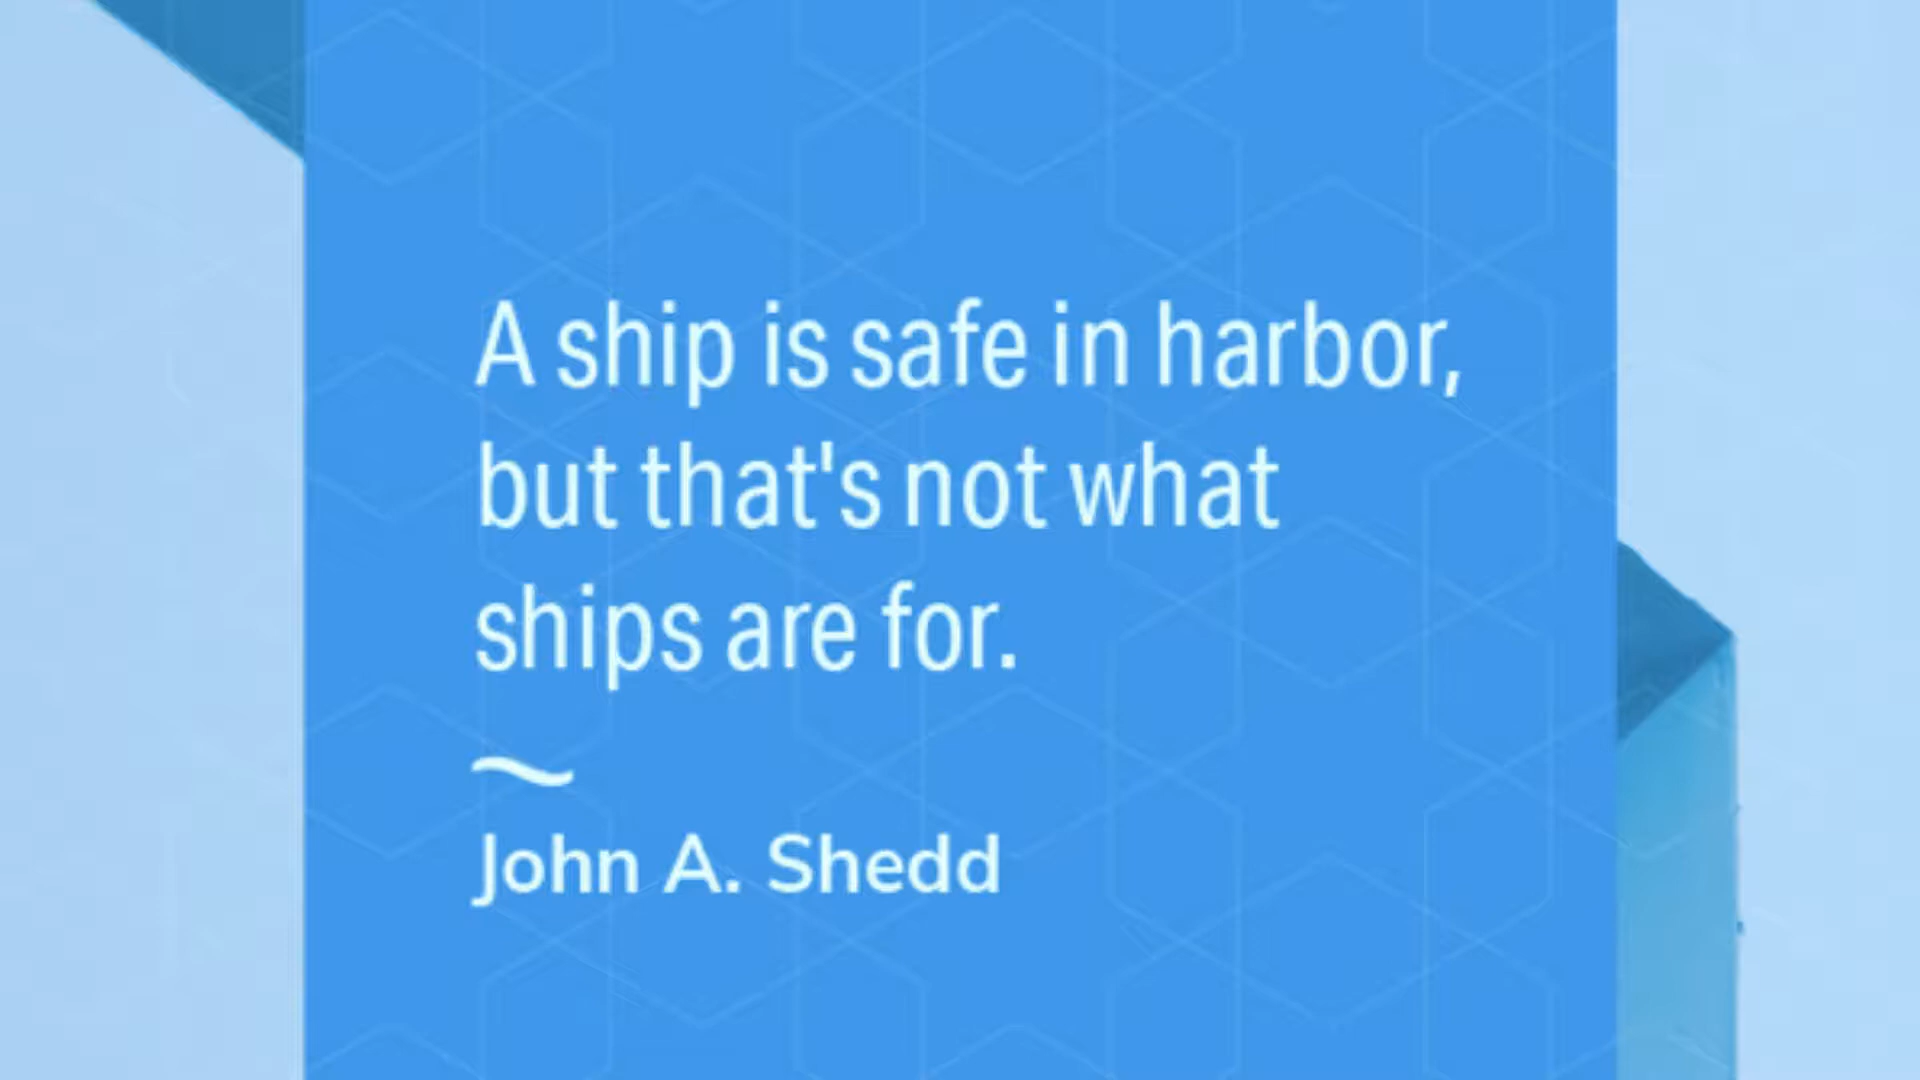 A ship is safe in harbor,
but that's not what
ships are for.
~
John A. Shedd